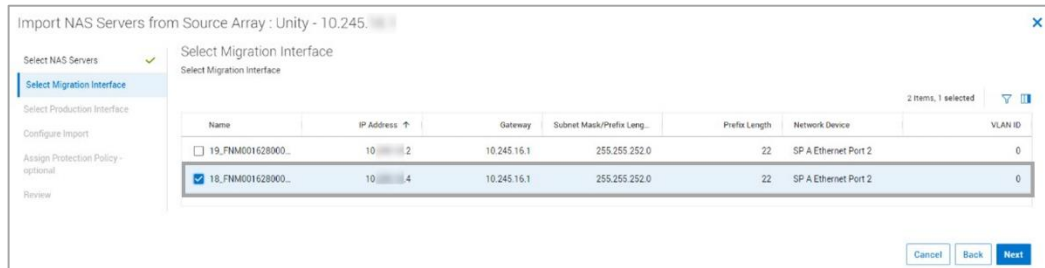 Import NAS Servers from Source Array : Unity - 10.245.
Select NAS Servers
Select Migration Interface
Select Production Interface
Configure Import
Assign Protection Policy -
optional
Review
Select Migration Interface
Select Migration Interface
2 items, 1 selected
Name IP Address ↑ Gateway Subnet Mask/Prefix Leng... Prefix Length Network Device VLAN ID
19_FNM001628000... 10 2 10.245.16.1 255.255.252.0 22 SP A Ethernet Port 2 0
18_FNM001628000... 10 4 10.245.16.1 255.255.252.0 22 SP A Ethernet Port 2 0
Cancel Back Next